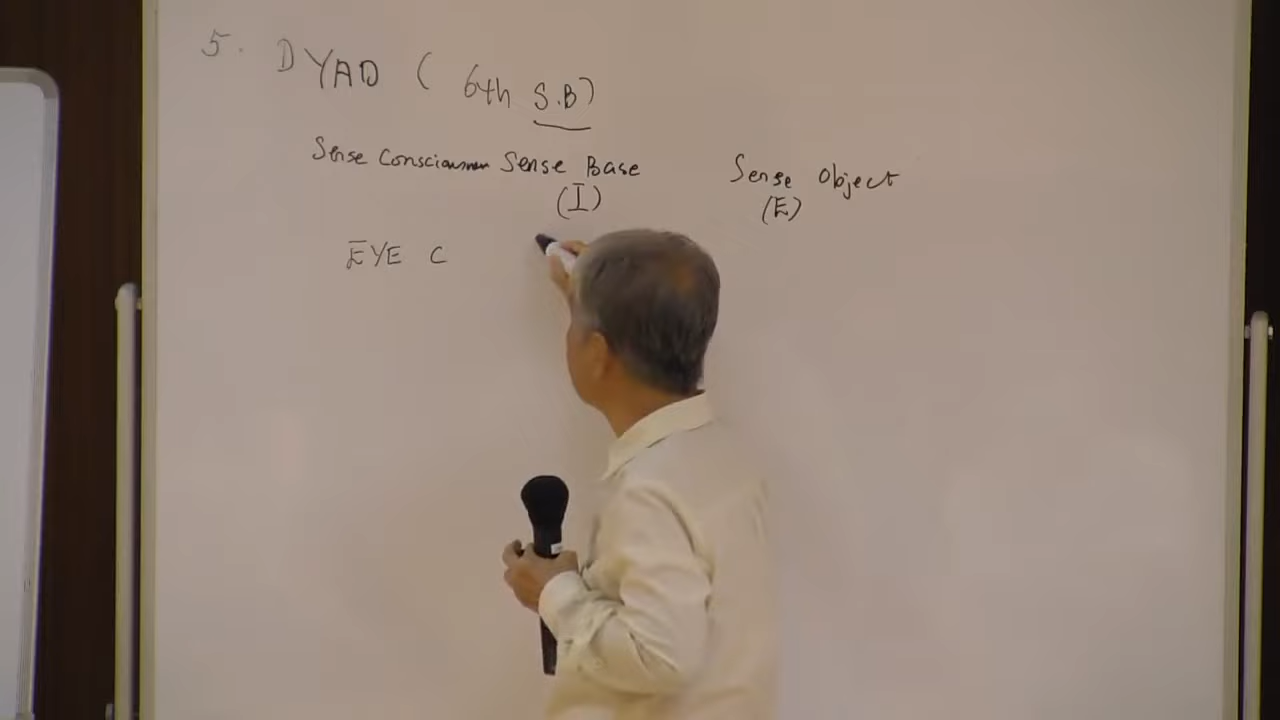 5. DYAD ( 6th S.B)
Sense Consciousness Sense Base Sense Object
(I) (E)
EYE C